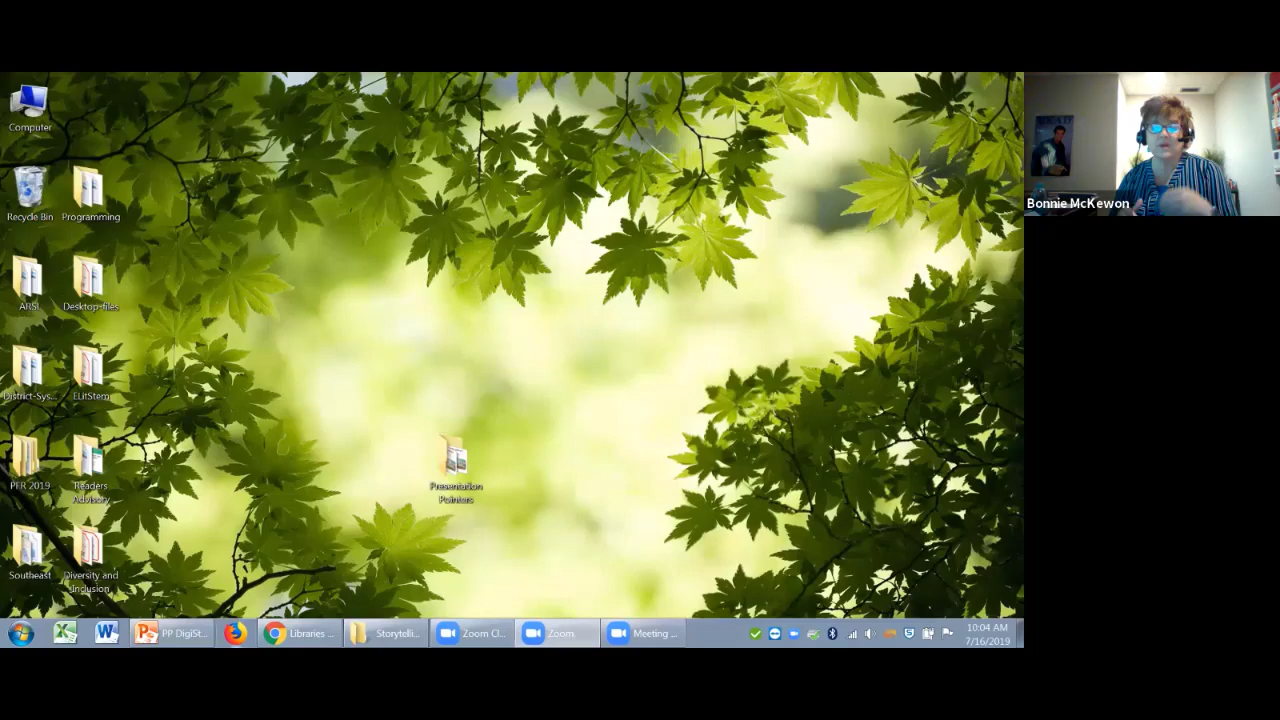 Computer
Recycle Bin
Programming
ARSL
Desktop-files
District-Sys...
ELitStem
PFR 2019
Readers
Advisory
Southeast
Diversity and
Inclusion
Presentation
Pointers
PP DigiSt...
Libraries ...
Storytelli...
Zoom Cl...
Zoom
Meeting ...
10:04 AM
7/16/2019
READ
Bonnie McKewon